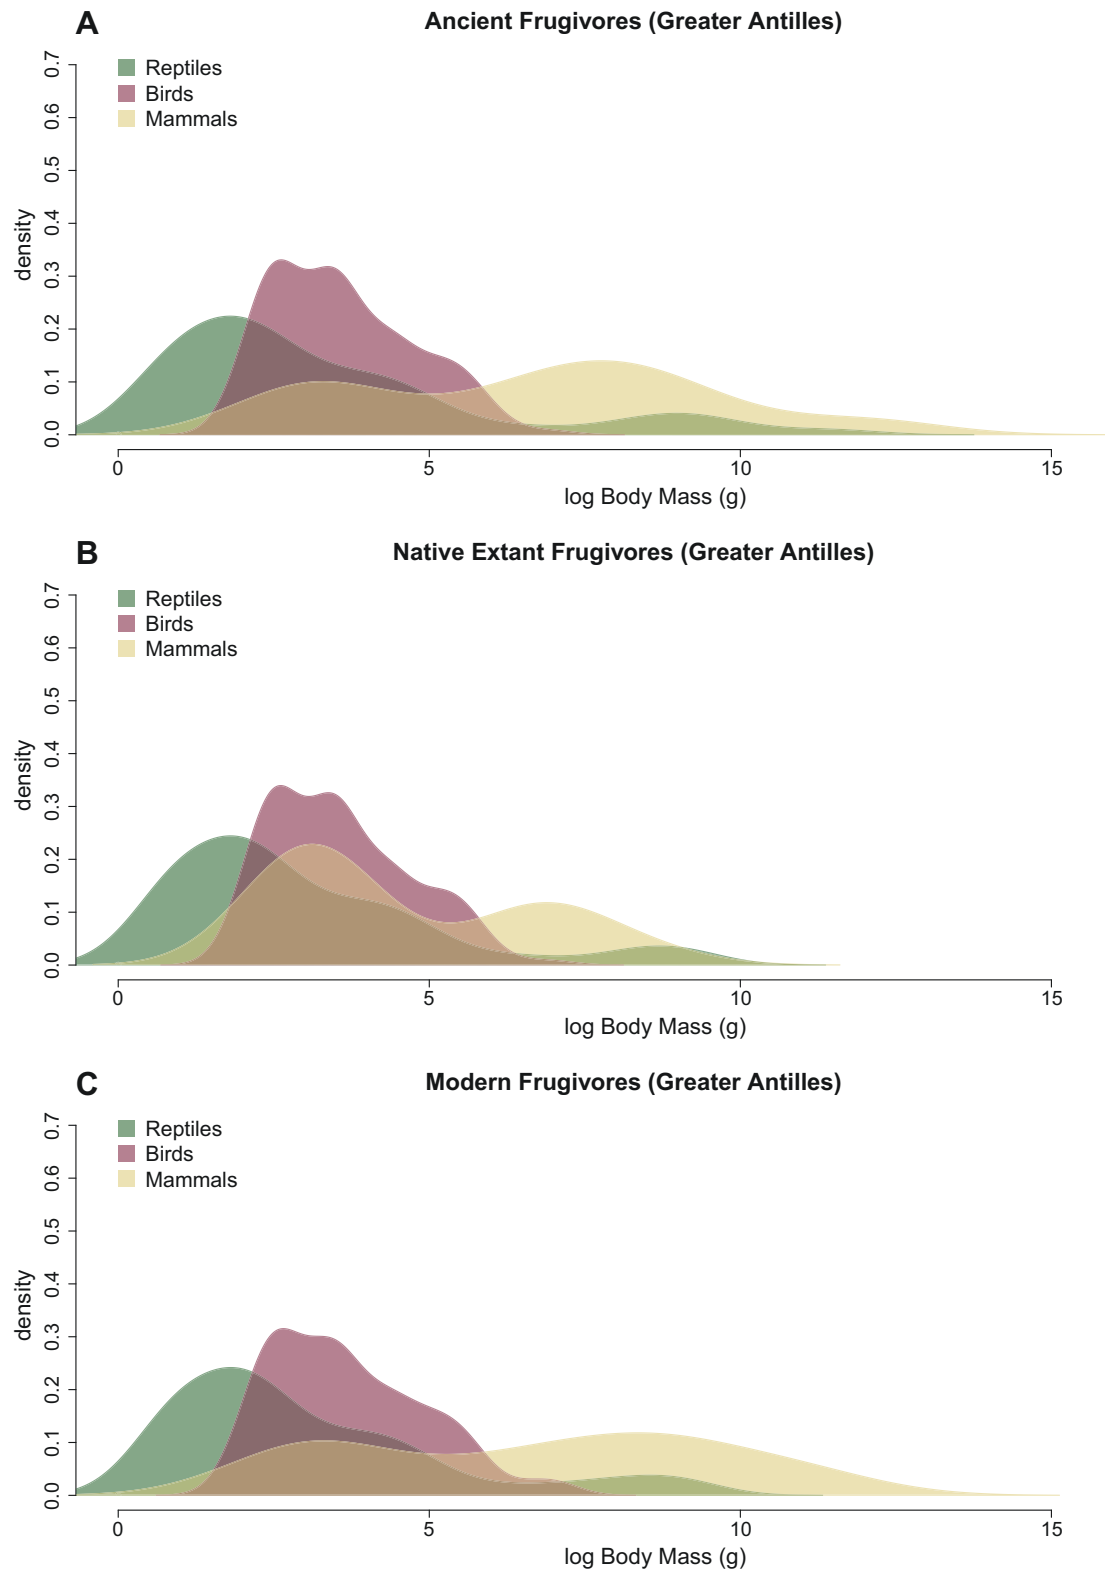 A
Ancient Frugivores (Greater Antilles)
Reptiles
Birds
Mammals
density
0.0 0.1 0.2 0.3 0.4 0.5 0.6 0.7
0 5 10 15
log Body Mass (g)
B
Native Extant Frugivores (Greater Antilles)
Reptiles
Birds
Mammals
density
0.0 0.1 0.2 0.3 0.4 0.5 0.6 0.7
0 5 10 15
log Body Mass (g)
C
Modern Frugivores (Greater Antilles)
Reptiles
Birds
Mammals
density
0.0 0.1 0.2 0.3 0.4 0.5 0.6 0.7
0 5 10 15
log Body Mass (g)